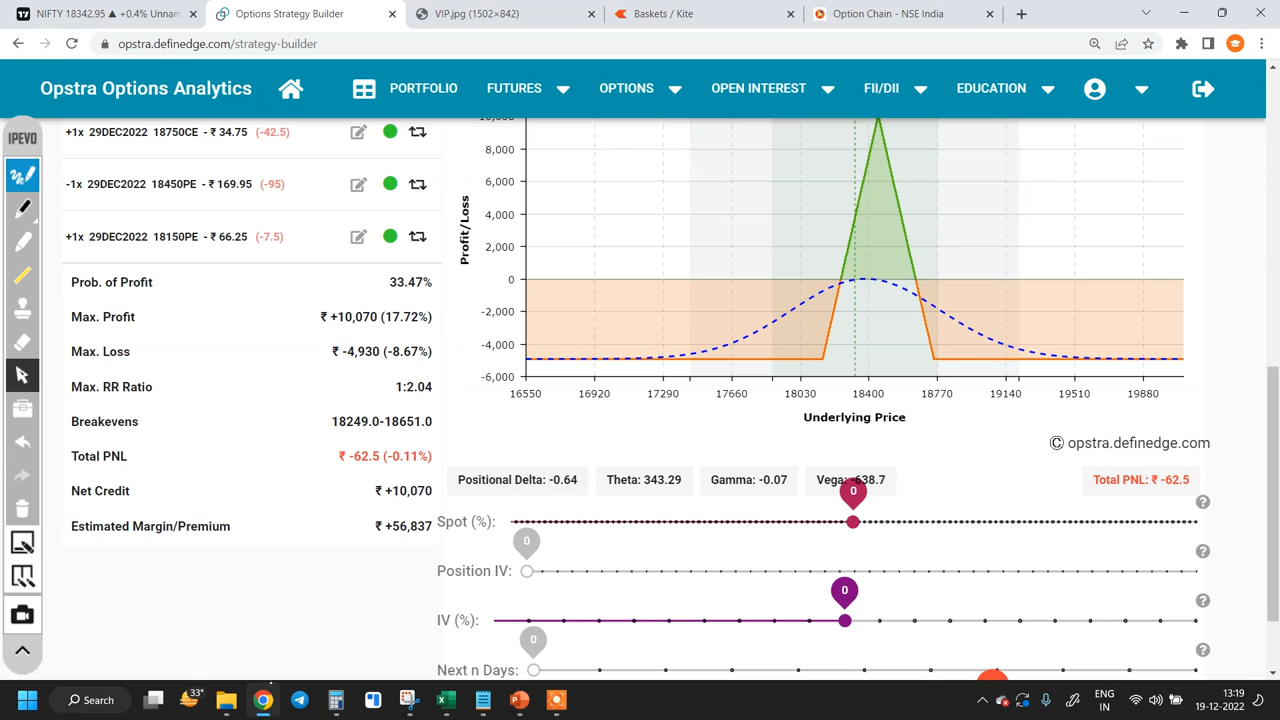 NIFTY 18342.95 ▲ +0.4% Unnam
Options Strategy Builder
VIP.jpg (1502×842)
Baskets / Kite
Option Chain - NSE India
opstra.definedge.com/strategy-builder
Opstra Options Analytics
PORTFOLIO
FUTURES
OPTIONS
OPEN INTEREST
FII/DII
EDUCATION
IPEVO
+1x 29DEC2022 18750CE - ₹ 34.75 (-42.5)
-1x 29DEC2022 18450PE - ₹ 169.95 (-95)
+1x 29DEC2022 18150PE - ₹ 66.25 (-7.5)
Prob. of Profit 33.47%
Max. Profit ₹ +10,070 (17.72%)
Max. Loss ₹ -4,930 (-8.67%)
Max. RR Ratio 1:2.04
Breakevens 18249.0-18651.0
Total PNL ₹ -62.5 (-0.11%)
Net Credit ₹ +10,070
Estimated Margin/Premium ₹ +56,837
Profit/Loss
10,000
8,000
6,000
4,000
2,000
0
-2,000
-4,000
-6,000
16550 16920 17290 17660 18030 18400 18770 19140 19510 19880
Underlying Price
© opstra.definedge.com
Positional Delta: -0.64
Theta: 343.29
Gamma: -0.07
Vega: -638.7
Total PNL: ₹ -62.5
0
Spot (%):
0
Position IV:
0
IV (%):
0
Next n Days:
33°
Search
ENG
IN
13:19
19-12-2022